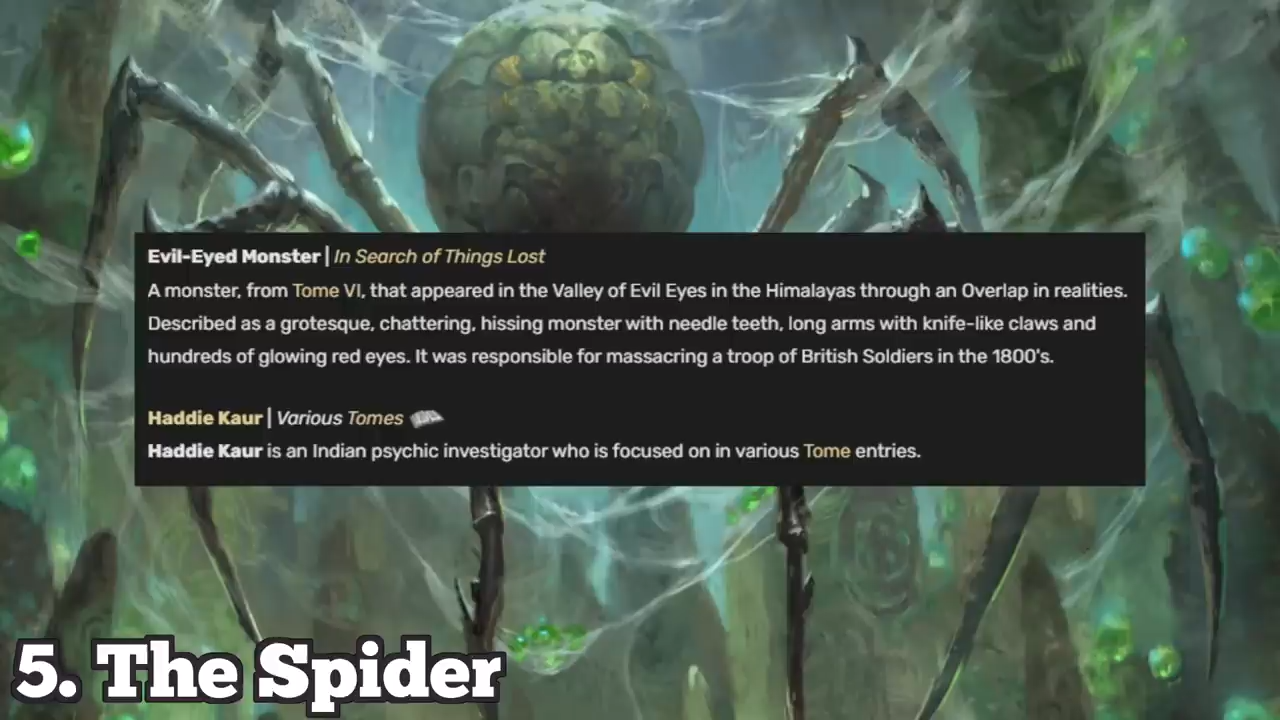 Evil-Eyed Monster | In Search of Things Lost
A monster, from Tome VI, that appeared in the Valley of Evil Eyes in the Himalayas through an Overlap in realities.
Described as a grotesque, chattering, hissing monster with needle teeth, long arms with knife-like claws and
hundreds of glowing red eyes. It was responsible for massacring a troop of British Soldiers in the 1800's.
Haddie Kaur | Various Tomes
Haddie Kaur is an Indian psychic investigator who is focused on in various Tome entries.
5. The Spider